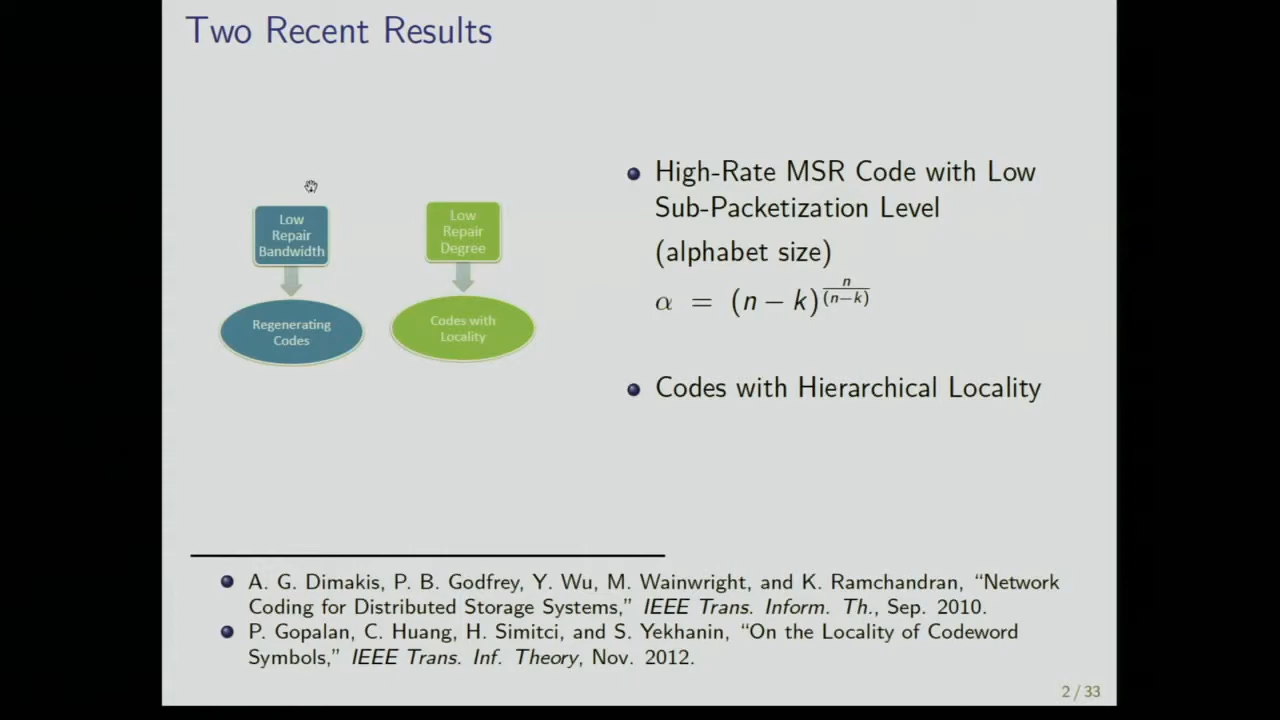 Two Recent Results
Low
Repair
Bandwidth
Regenerating
Codes
Low
Repair
Degree
Codes with
Locality
High-Rate MSR Code with Low
Sub-Packetization Level
(alphabet size)
α = (n − k)^{n/(n−k)}
Codes with Hierarchical Locality
A. G. Dimakis, P. B. Godfrey, Y. Wu, M. Wainwright, and K. Ramchandran, “Network
Coding for Distributed Storage Systems,” IEEE Trans. Inform. Th., Sep. 2010.
P. Gopalan, C. Huang, H. Simitci, and S. Yekhanin, “On the Locality of Codeword
Symbols,” IEEE Trans. Inf. Theory, Nov. 2012.
2 / 33